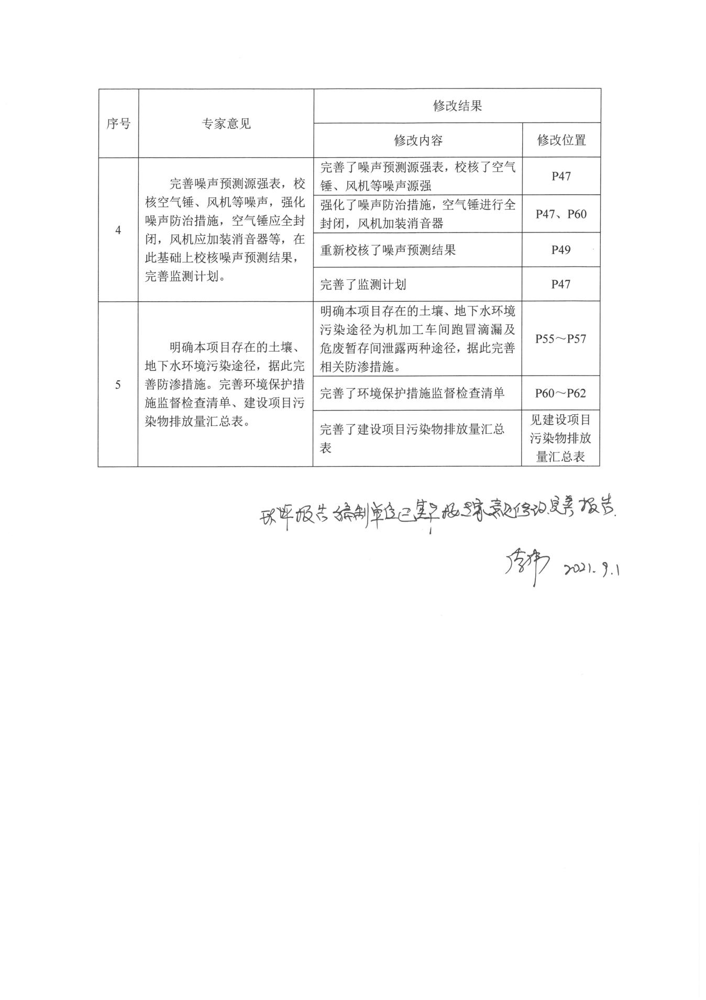 序号
专家意见
修改结果
修改内容
修改位置
4
完善噪声预测源强表，校
核空气锤、风机等噪声，强化
噪声防治措施，空气锤应全封
闭，风机应加装消音器等，在
此基础上校核噪声预测结果，
完善监测计划。
完善了噪声预测源强表，校核了空气
锤、风机等噪声源强
P47
强化了噪声防治措施，空气锤进行全
封闭，风机加装消音器
P47、P60
重新校核了噪声预测结果
P49
完善了监测计划
P47
5
明确本项目存在的土壤、
地下水环境污染途径，据此完
善防渗措施。完善环境保护措
施监督检查清单、建设项目污
染物排放量汇总表。
明确本项目存在的土壤、地下水环境
污染途径为机加工车间跑冒滴漏及
危废暂存间泄露两种途径，据此完善
相关防渗措施。
P55～P57
完善了环境保护措施监督检查清单
P60～P62
完善了建设项目污染物排放量汇总
表
见建设项目
污染物排放
量汇总表
环评报告编制单位已基本按专家意见修改完善报告.
2021.9.1